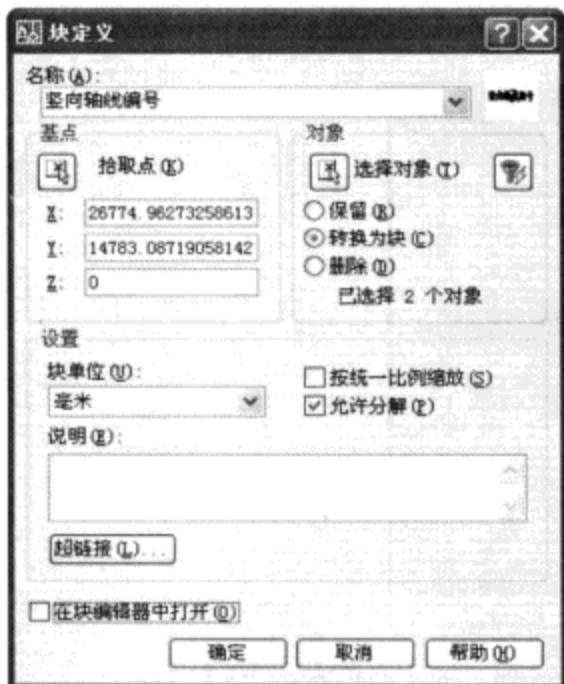 块定义
名称(A):
竖向轴线编号
基点
拾取点(K)
X: 26774.96273258613
Y: 14783.08719058142
Z: 0
对象
选择对象(T)
保留(R)
转换为块(C)
删除(D)
已选择 2 个对象
设置
块单位(U):
毫米
按统一比例缩放(S)
允许分解(P)
说明(E):
超链接(L)...
在块编辑器中打开(O)
确定 取消 帮助(H)